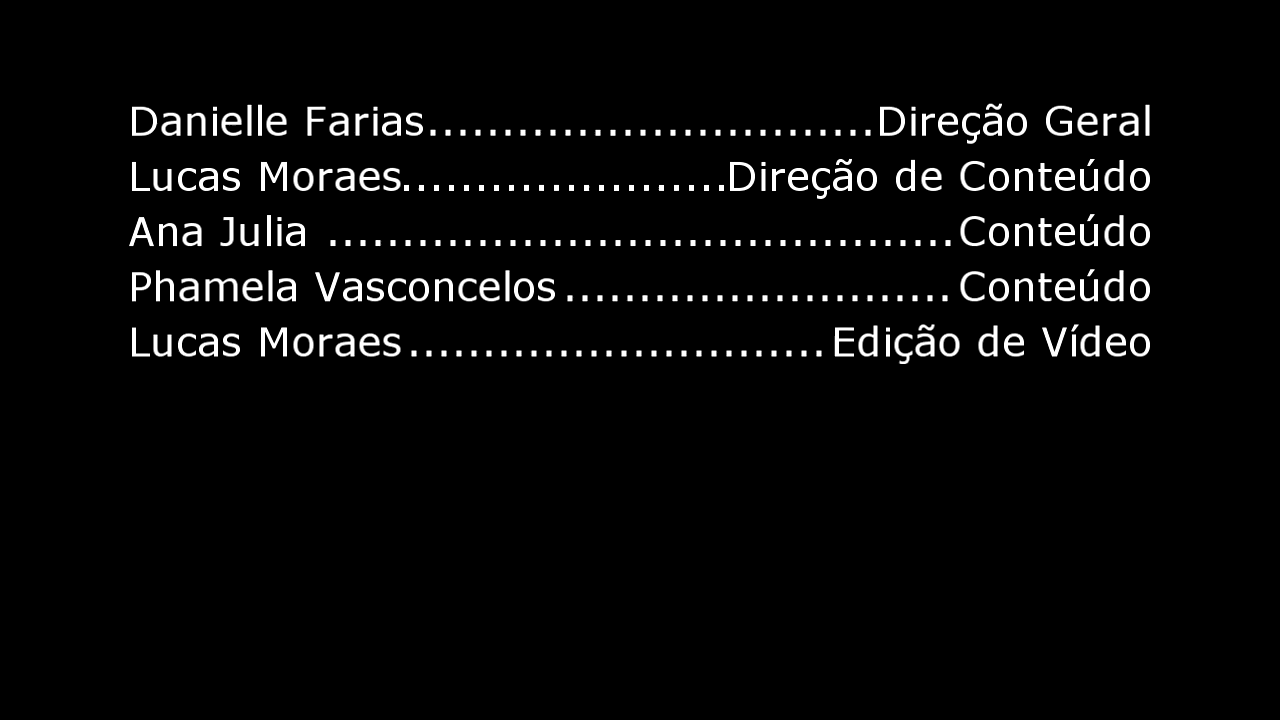 Danielle Farias..............................Direção Geral
Lucas Moraes......................Direção de Conteúdo
Ana Julia ..........................................Conteúdo
Phamela Vasconcelos ..........................Conteúdo
Lucas Moraes............................Edição de Vídeo